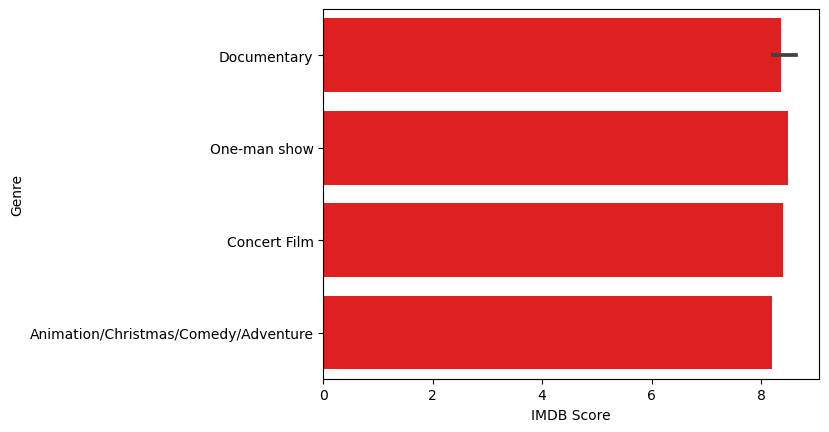 Documentary
One-man show
Concert Film
Animation/Christmas/Comedy/Adventure
Genre
0 2 4 6 8
IMDB Score